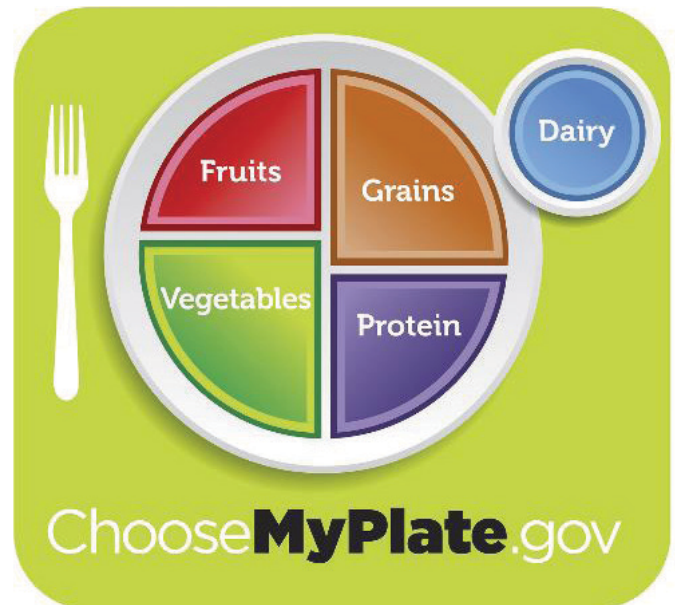 Dairy
Fruits
Grains
Vegetables
Protein
ChooseMyPlate.gov